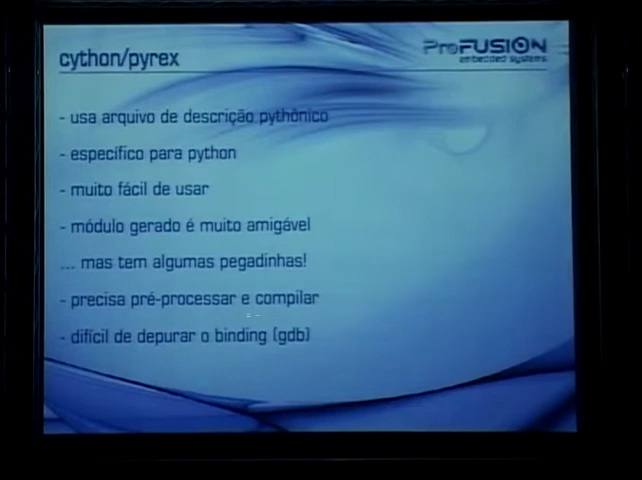 cython/pyrex
ProFUSION
embedded systems
- usa arquivo de descrição pythônico
- específico para python
- muito fácil de usar
- módulo gerado é muito amigável
... mas tem algumas pegadinhas!
- precisa pré-processar e compilar
- difícil de depurar o binding (gdb)